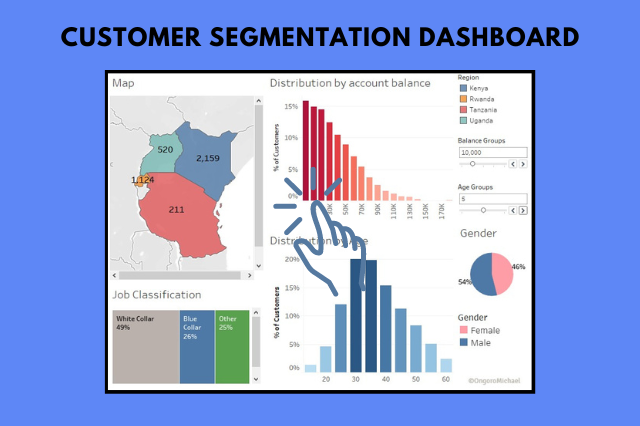 CUSTOMER SEGMENTATION DASHBOARD
Map
520
2,159
1,124
211
Job Classification
White Collar
49%
Blue
Collar
26%
Other
25%
Distribution by account balance
% of Customers
15%
10%
5%
0%
30K
50K
70K
90K
110K
130K
150K
170K
Distribution by Age
% of Customers
20%
15%
10%
5%
0%
20
30
40
50
60
Region
Kenya
Rwanda
Tanzania
Uganda
Balance Groups
10,000
Age Groups
Gender
46%
54%
Gender
Female
Male
©OngoroMichael